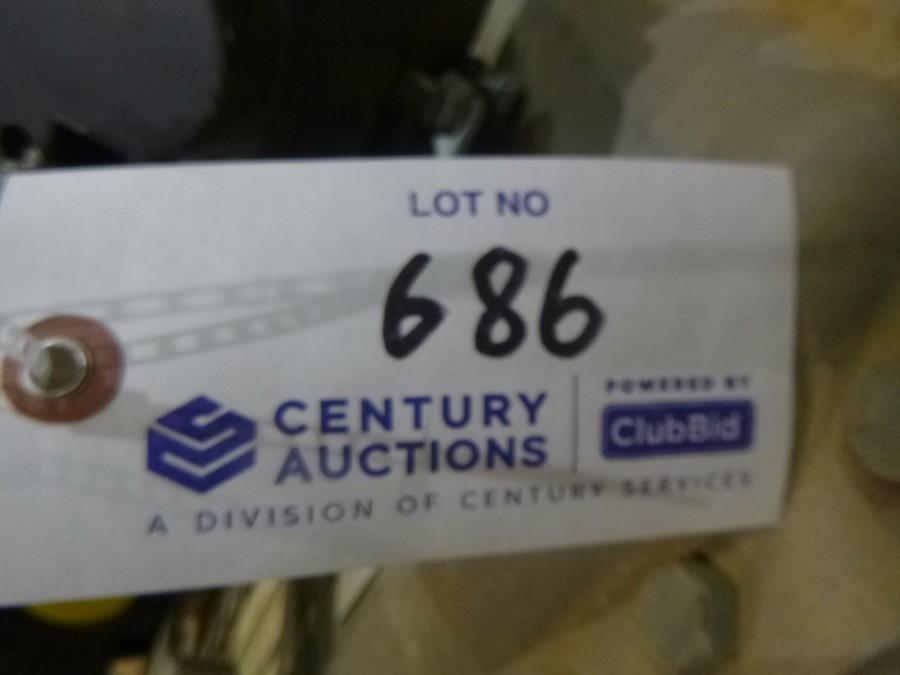 LOT NO
686
CENTURY
AUCTIONS
POWERED BY
ClubBid
A DIVISION OF CENTURY SERVICES